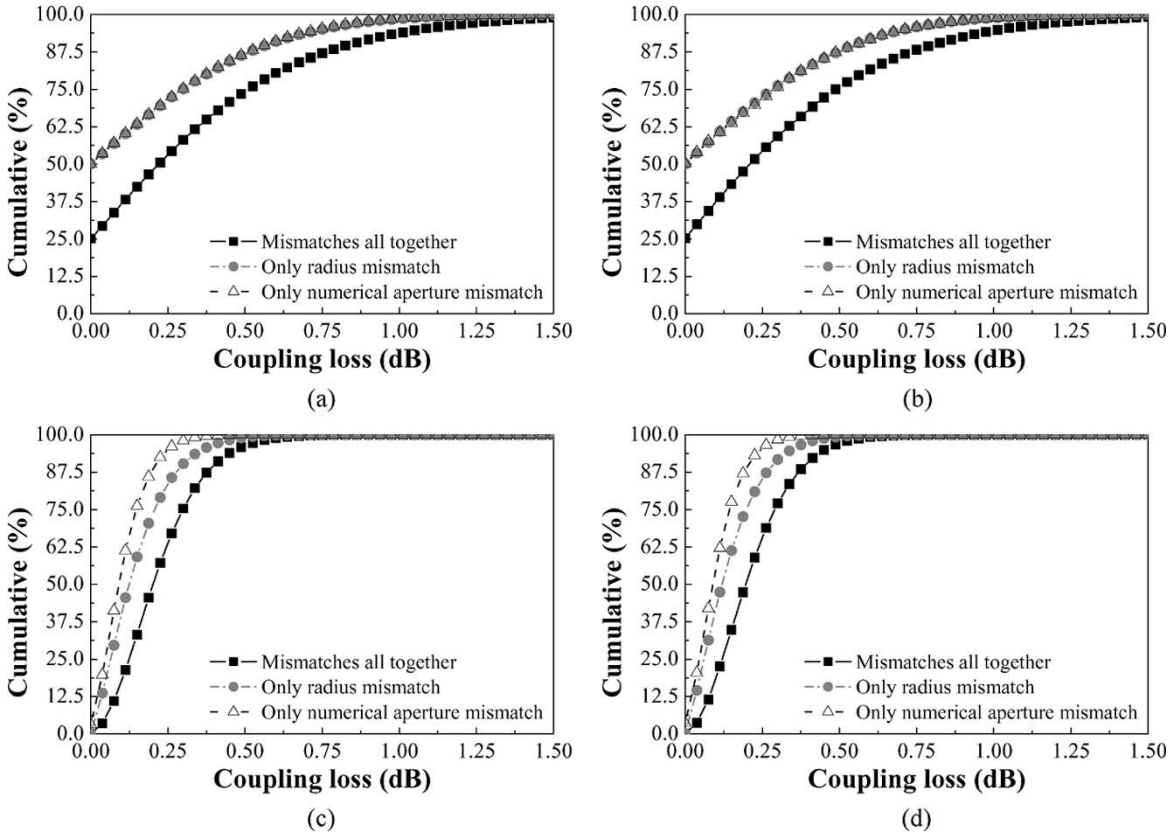 100.0
87.5
75.0
62.5
50.0
37.5
25.0
12.5
0.0
Cumulative (%)
Mismatches all together
Only radius mismatch
Only numerical aperture mismatch
0.00 0.25 0.50 0.75 1.00 1.25 1.50
Coupling loss (dB)
(a)
100.0
87.5
75.0
62.5
50.0
37.5
25.0
12.5
0.0
Cumulative (%)
Mismatches all together
Only radius mismatch
Only numerical aperture mismatch
0.00 0.25 0.50 0.75 1.00 1.25 1.50
Coupling loss (dB)
(b)
100.0
87.5
75.0
62.5
50.0
37.5
25.0
12.5
0.0
Cumulative (%)
Mismatches all together
Only radius mismatch
Only numerical aperture mismatch
0.00 0.25 0.50 0.75 1.00 1.25 1.50
Coupling loss (dB)
(c)
100.0
87.5
75.0
62.5
50.0
37.5
25.0
12.5
0.0
Cumulative (%)
Mismatches all together
Only radius mismatch
Only numerical aperture mismatch
0.00 0.25 0.50 0.75 1.00 1.25 1.50
Coupling loss (dB)
(d)